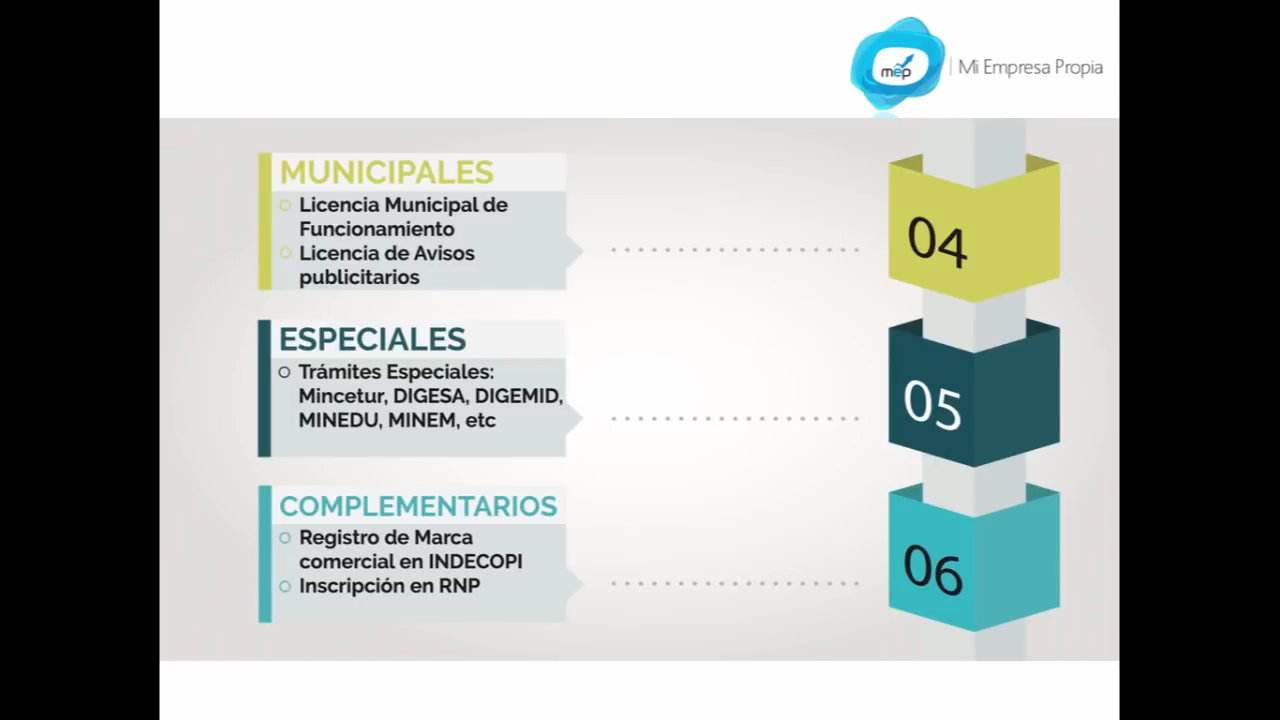 mep
Mi Empresa Propia
MUNICIPALES
Licencia Municipal de
Funcionamiento
Licencia de Avisos
publicitarios
04
ESPECIALES
Trámites Especiales:
Mincetur, DIGESA, DIGEMID,
MINEDU, MINEM, etc
05
COMPLEMENTARIOS
Registro de Marca
comercial en INDECOPI
Inscripción en RNP
06